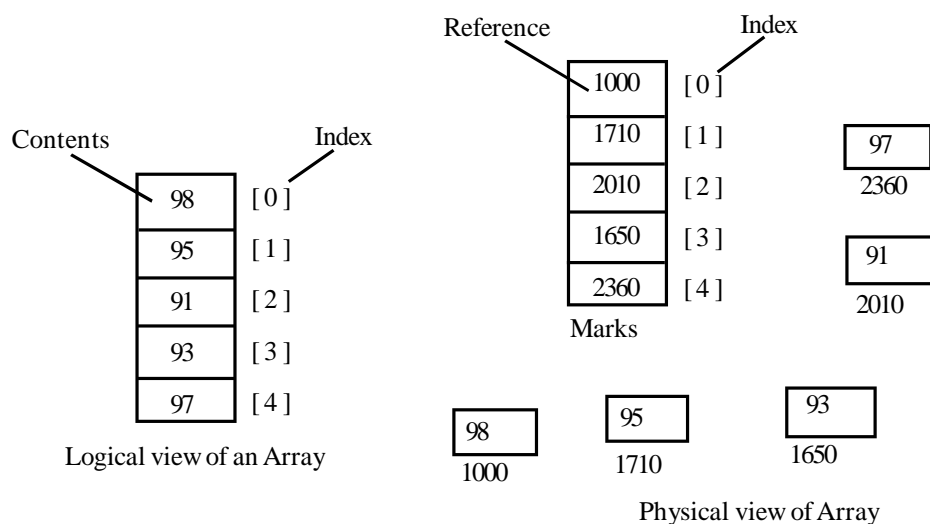 Contents
Index
98 [0]
95 [1]
91 [2]
93 [3]
97 [4]
Logical view of an Array
Reference
Index
1000 [0]
1710 [1]
2010 [2]
1650 [3]
2360 [4]
Marks
97
2360
91
2010
98
1000
95
1710
93
1650
Physical view of Array